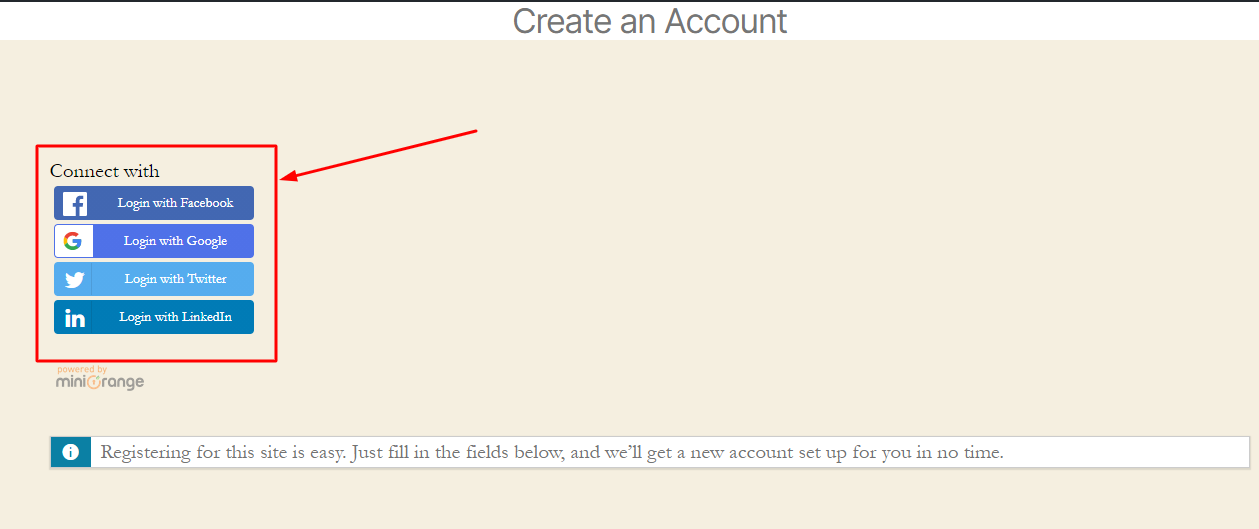 Create an Account
Connect with
Login with Facebook
Login with Google
Login with Twitter
in Login with LinkedIn
powered by
miniOrange
Registering for this site is easy. Just fill in the fields below, and we’ll get a new account set up for you in no time.